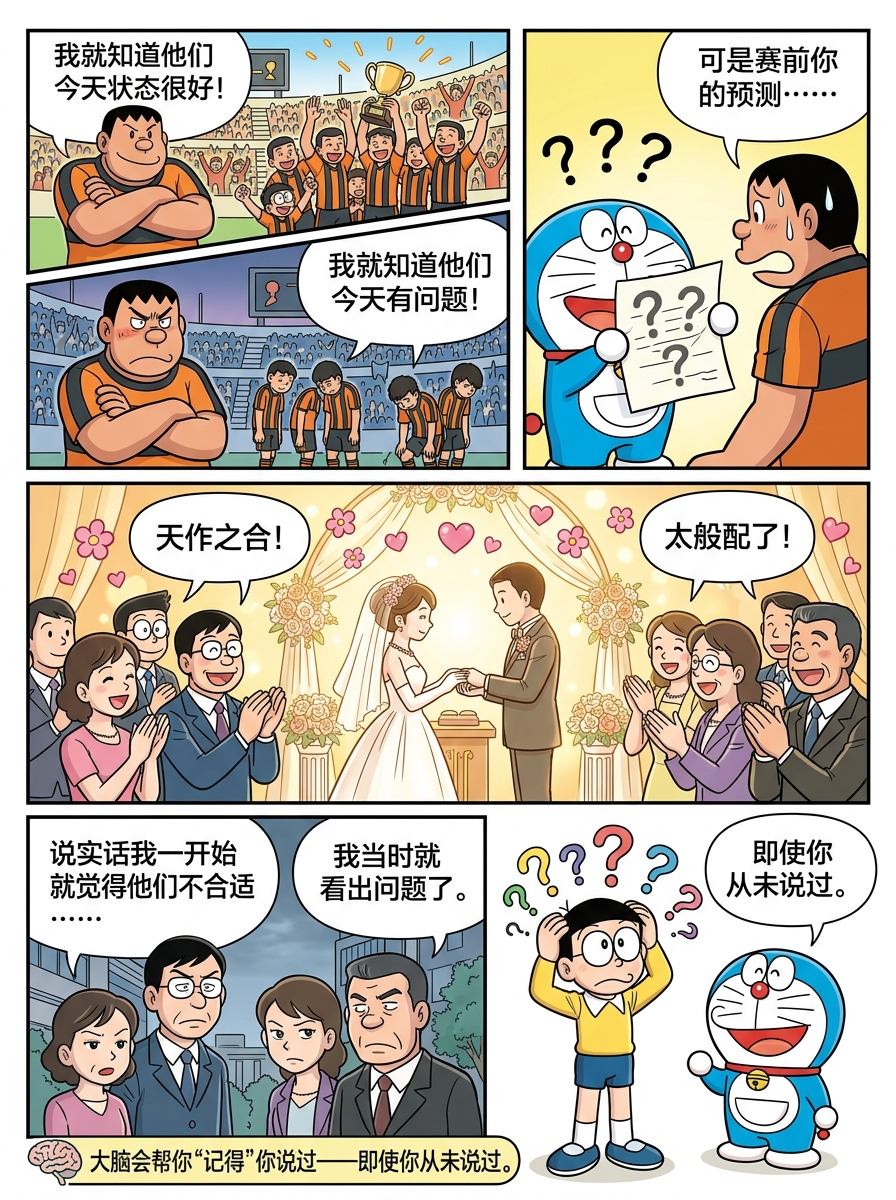 我就知道他们
今天状态很好！
我就知道他们
今天有问题！
可是赛前你
的预测……
???
???
天作之合！
太般配了！
说实话我一开始
就觉得他们不合适
……
我当时就
看出问题了。
???????
即使你
从未说过。
大脑会帮你“记得”你说过——即使你从未说过。